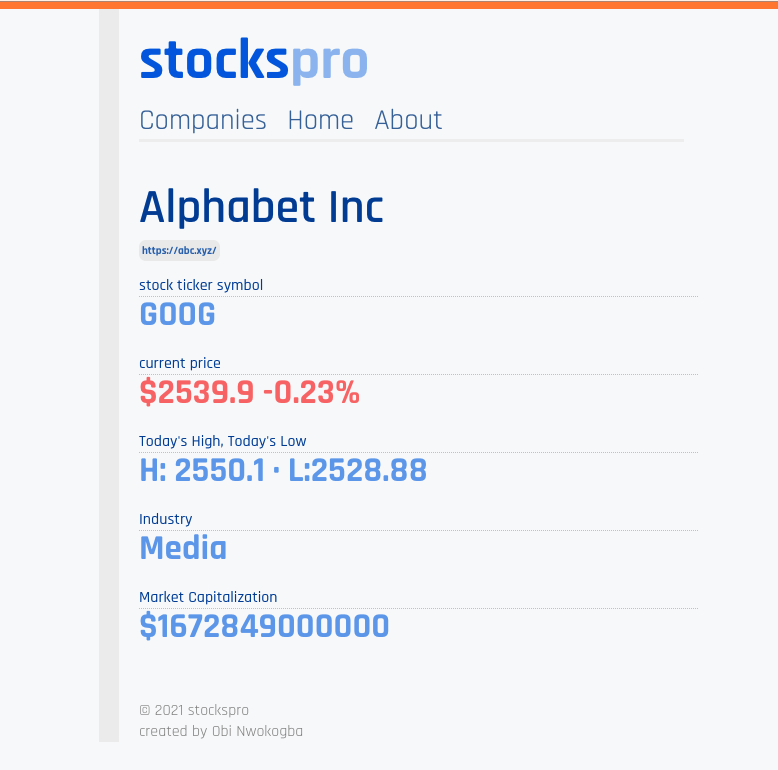 stockspro
Companies Home About
Alphabet Inc
https://abc.xyz/
stock ticker symbol
GOOG
current price
$2539.9 -0.23%
Today's High, Today's Low
H: 2550.1 · L:2528.88
Industry
Media
Market Capitalization
$1672849000000
© 2021 stockspro
created by Obi Nwokogba